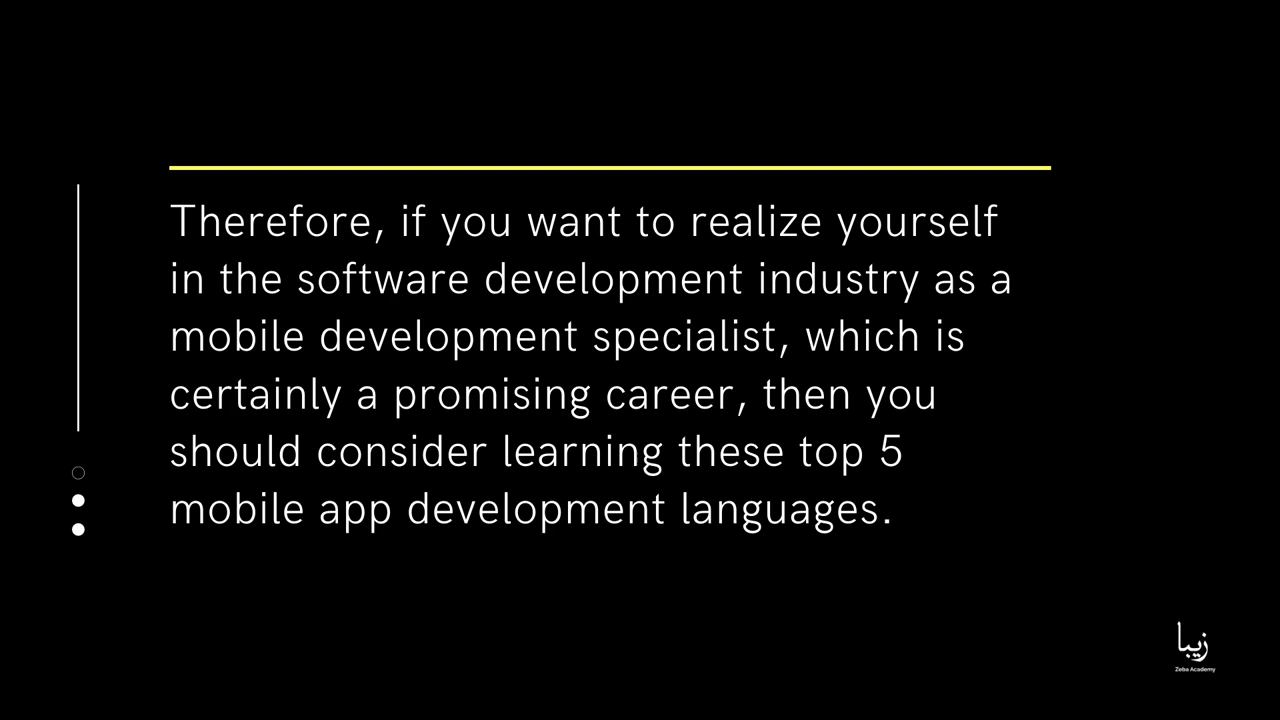 Therefore, if you want to realize yourself
in the software development industry as a
mobile development specialist, which is
certainly a promising career, then you
should consider learning these top 5
mobile app development languages.
زیبا
Zeba Academy